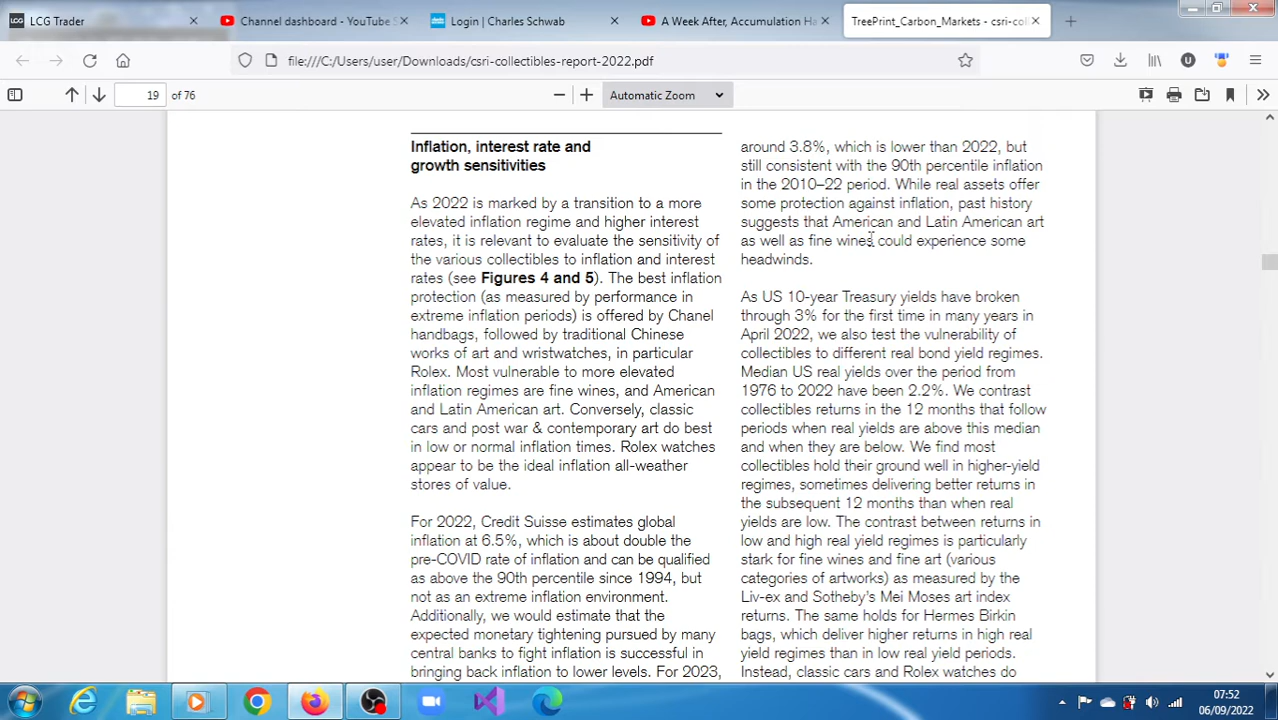 LCG Trader
Channel dashboard - YouTube S
Login | Charles Schwab
A Week After, Accumulation Ha
TreePrint_Carbon_Markets - csri-col
file:///C:/Users/user/Downloads/csri-collectibles-report-2022.pdf
19 of 76
Automatic Zoom
Inflation, interest rate and
growth sensitivities
As 2022 is marked by a transition to a more
elevated inflation regime and higher interest
rates, it is relevant to evaluate the sensitivity of
the various collectibles to inflation and interest
rates (see Figures 4 and 5). The best inflation
protection (as measured by performance in
extreme inflation periods) is offered by Chanel
handbags, followed by traditional Chinese
works of art and wristwatches, in particular
Rolex. Most vulnerable to more elevated
inflation regimes are fine wines, and American
and Latin American art. Conversely, classic
cars and post war & contemporary art do best
in low or normal inflation times. Rolex watches
appear to be the ideal inflation all-weather
stores of value.
For 2022, Credit Suisse estimates global
inflation at 6.5%, which is about double the
pre-COVID rate of inflation and can be qualified
as above the 90th percentile since 1994, but
not as an extreme inflation environment.
Additionally, we would estimate that the
expected monetary tightening pursued by many
central banks to fight inflation is successful in
bringing back inflation to lower levels. For 2023,
around 3.8%, which is lower than 2022, but
still consistent with the 90th percentile inflation
in the 2010–22 period. While real assets offer
some protection against inflation, past history
suggests that American and Latin American art
as well as fine wines could experience some
headwinds.
As US 10-year Treasury yields have broken
through 3% for the first time in many years in
April 2022, we also test the vulnerability of
collectibles to different real bond yield regimes.
Median US real yields over the period from
1976 to 2022 have been 2.2%. We contrast
collectibles returns in the 12 months that follow
periods when real yields are above this median
and when they are below. We find most
collectibles hold their ground well in higher-yield
regimes, sometimes delivering better returns in
the subsequent 12 months than when real
yields are low. The contrast between returns in
low and high real yield regimes is particularly
stark for fine wines and fine art (various
categories of artworks) as measured by the
Liv-ex and Sotheby's Mei Moses art index
returns. The same holds for Hermes Birkin
bags, which deliver higher returns in high real
yield regimes than in low real yield periods.
Instead, classic cars and Rolex watches do
07:52
06/09/2022